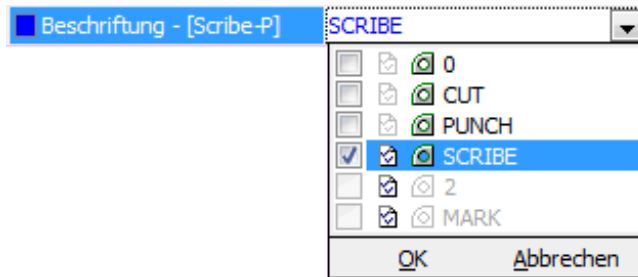 Beschriftung - [Scribe-P] SCRIBE
0
CUT
PUNCH
SCRIBE
2
MARK
OK Abbrechen